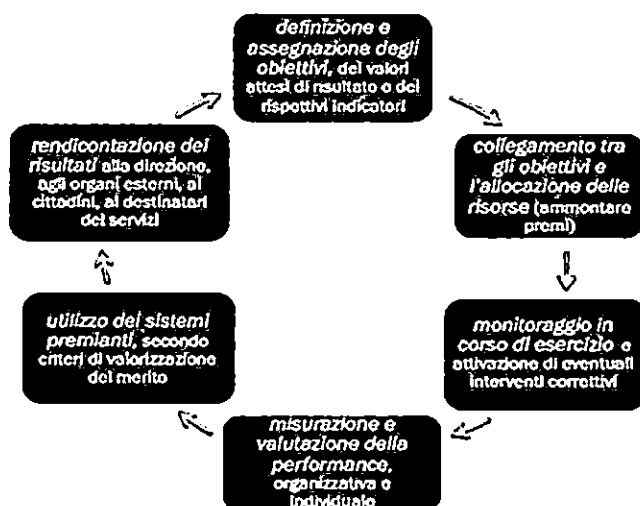 definizione e
assegnazione degli
obiettivi, dei valori
attesi di risultato e dei
rispettivi indicatori
collegamento tra
gli obiettivi e
l'allocazione delle
risorse (ammontare
premi)
monitoraggio in
corso di esercizio e
attivazione di eventuali
interventi correttivi
misurazione e
valutazione della
performance,
organizzativa e
individuale
utilizzo dei sistemi
premianti, secondo
criteri di valorizzazione
del merito
rendicontazione dei
risultati alla direzione,
agli organi esterni, ai
cittadini, ai destinatari
dei servizi